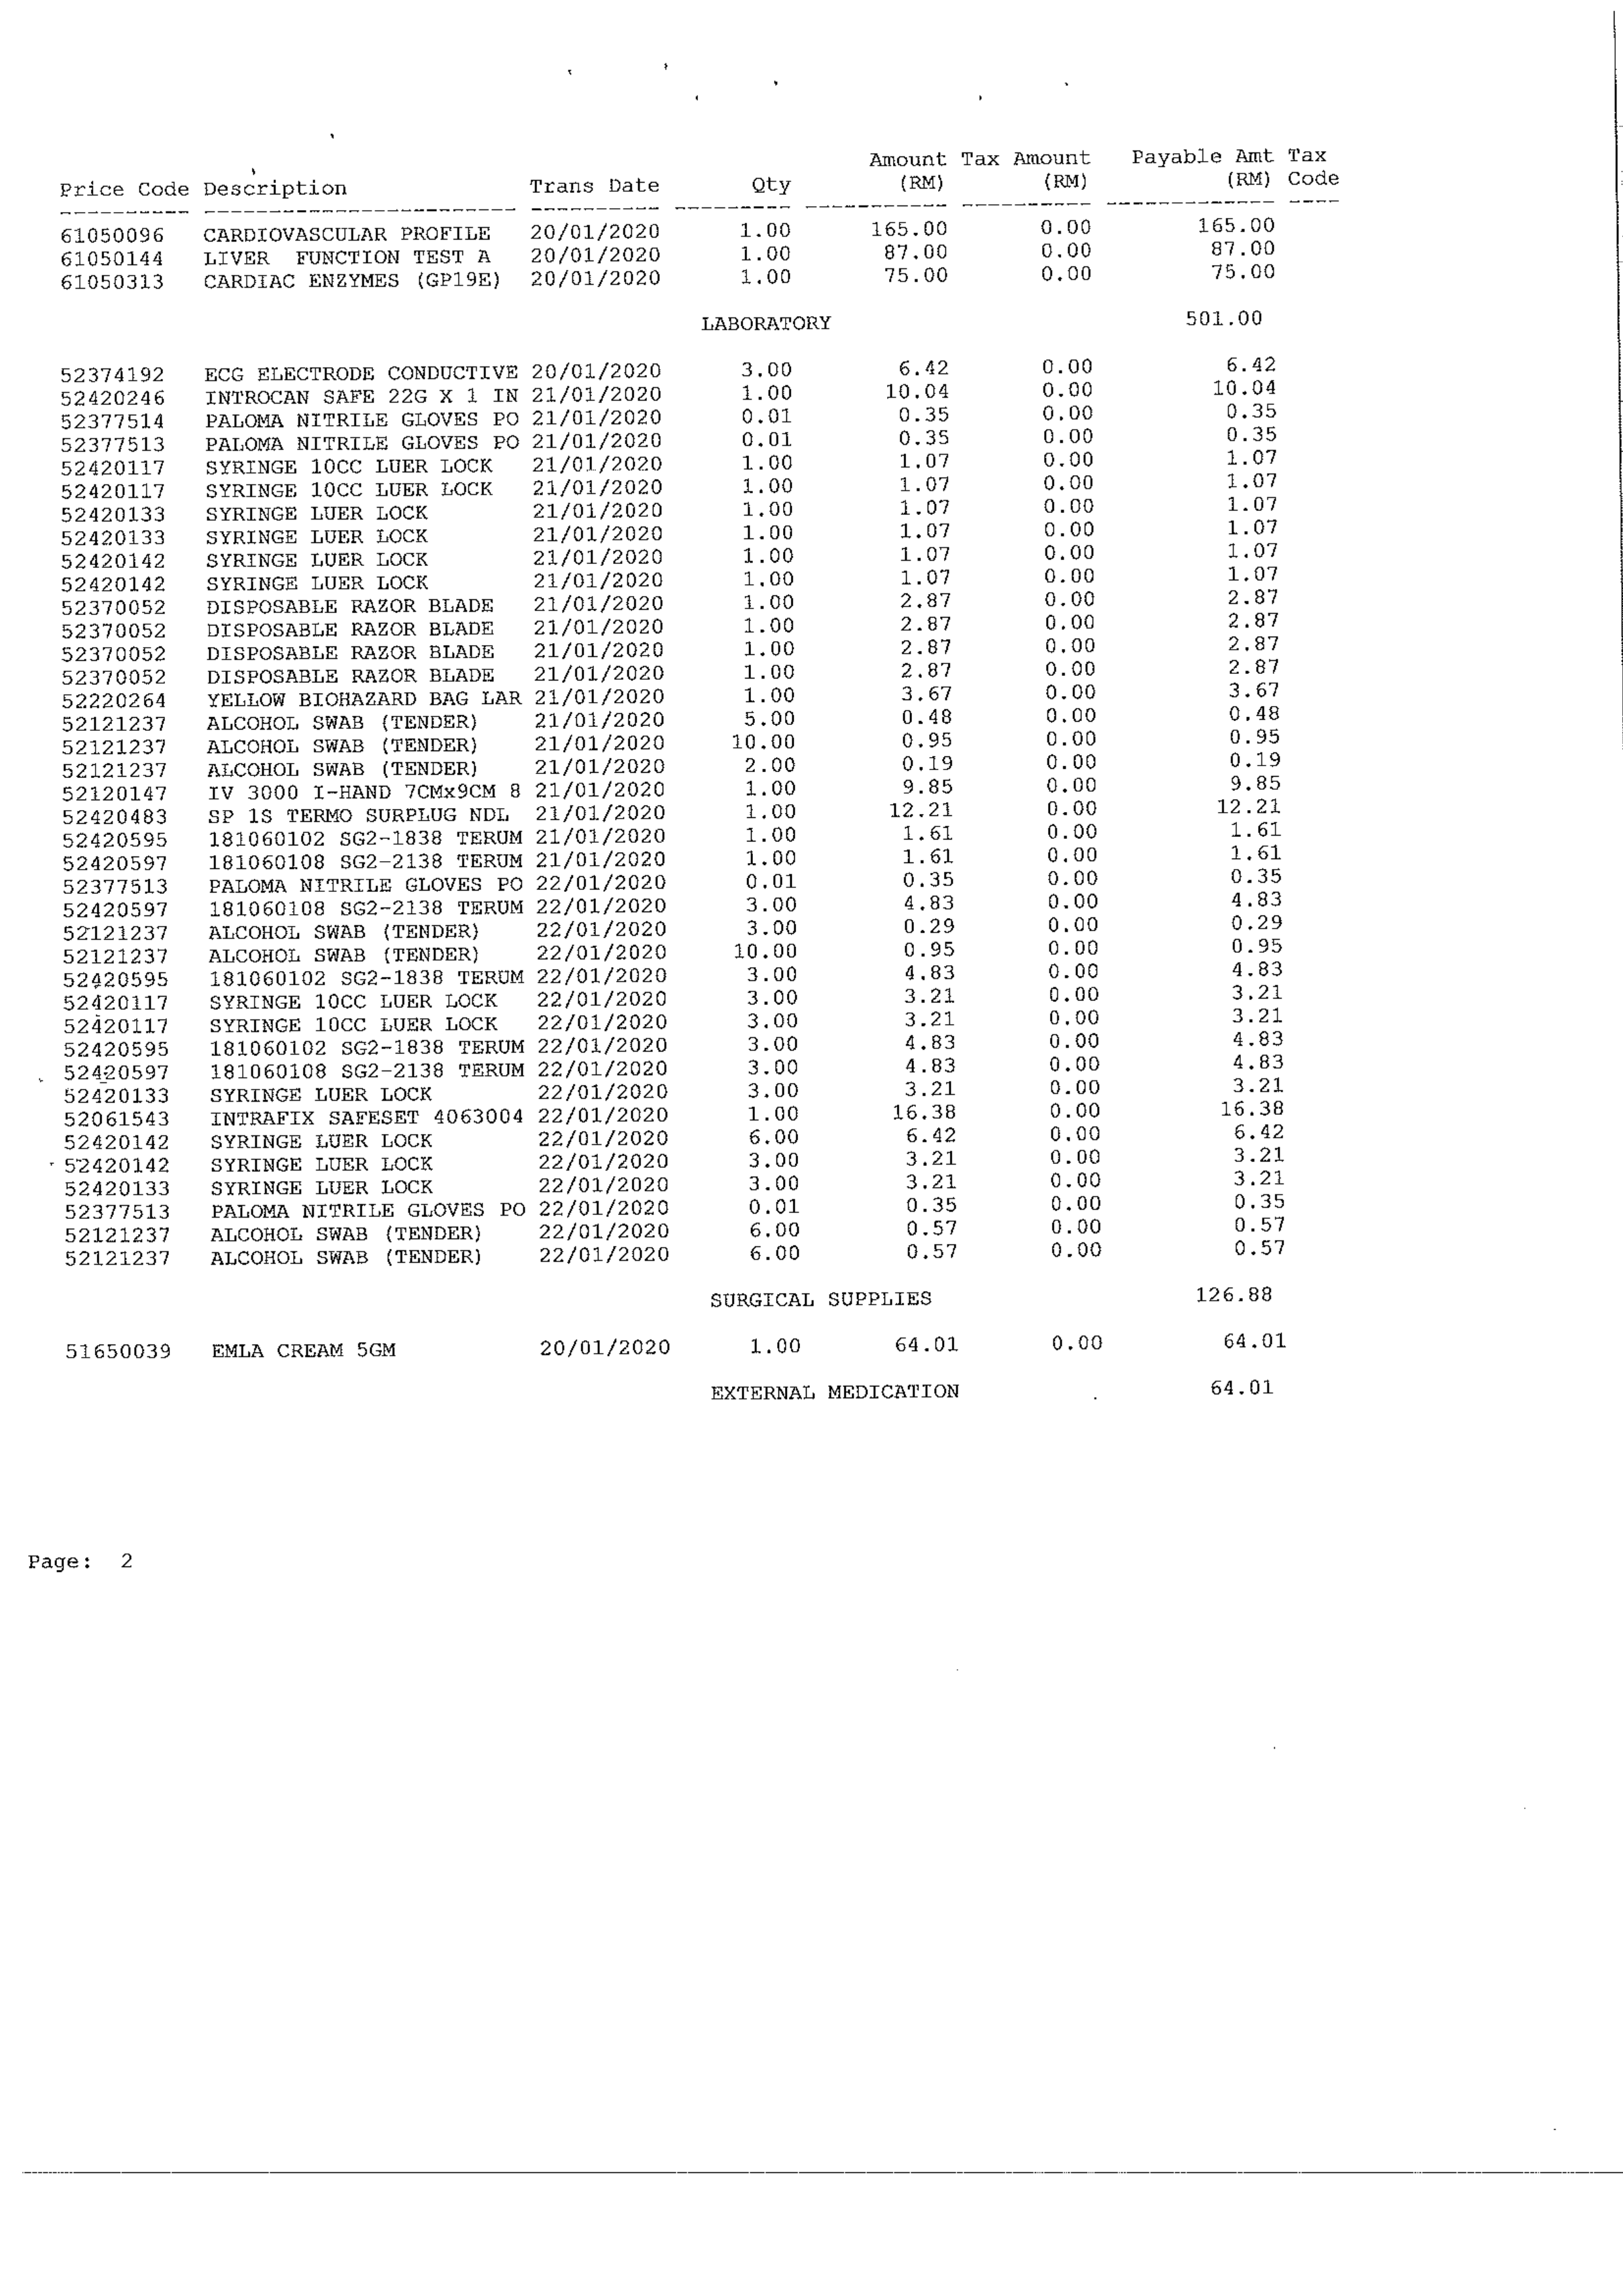 Amount Tax Amount Payable Amt Tax
Price Code Description Trans Date Qty (RM) (RM) (RM) Code
61050096 CARDIOVASCULAR PROFILE 20/01/2020 1.00 165.00 0.00 165.00
61050144 LIVER FUNCTION TEST A 20/01/2020 1.00 87.00 0.00 87.00
61050313 CARDIAC ENZYMES (GP19E) 20/01/2020 1.00 75.00 0.00 75.00
LABORATORY 501.00
52374192 ECG ELECTRODE CONDUCTIVE 20/01/2020 3.00 6.42 0.00 6.42
52420246 INTROCAN SAFE 22G X 1 IN 21/01/2020 1.00 10.04 0.00 10.04
52377514 PALOMA NITRILE GLOVES PO 21/01/2020 0.01 0.35 0.00 0.35
52377513 PALOMA NITRILE GLOVES PO 21/01/2020 0.01 0.35 0.00 0.35
52420117 SYRINGE 10CC LUER LOCK 21/01/2020 1.00 1.07 0.00 1.07
52420117 SYRINGE 10CC LUER LOCK 21/01/2020 1.00 1.07 0.00 1.07
52420133 SYRINGE LUER LOCK 21/01/2020 1.00 1.07 0.00 1.07
52420133 SYRINGE LUER LOCK 21/01/2020 1.00 1.07 0.00 1.07
52420142 SYRINGE LUER LOCK 21/01/2020 1.00 1.07 0.00 1.07
52420142 SYRINGE LUER LOCK 21/01/2020 1.00 1.07 0.00 1.07
52370052 DISPOSABLE RAZOR BLADE 21/01/2020 1.00 2.87 0.00 2.87
52370052 DISPOSABLE RAZOR BLADE 21/01/2020 1.00 2.87 0.00 2.87
52370052 DISPOSABLE RAZOR BLADE 21/01/2020 1.00 2.87 0.00 2.87
52370052 DISPOSABLE RAZOR BLADE 21/01/2020 1.00 2.87 0.00 2.87
52220264 YELLOW BIOHAZARD BAG LAR 21/01/2020 1.00 3.67 0.00 3.67
52121237 ALCOHOL SWAB (TENDER) 21/01/2020 5.00 0.48 0.00 0.48
52121237 ALCOHOL SWAB (TENDER) 21/01/2020 10.00 0.95 0.00 0.95
52121237 ALCOHOL SWAB (TENDER) 21/01/2020 2.00 0.19 0.00 0.19
52120147 IV 3000 I-HAND 7CMx9CM 8 21/01/2020 1.00 9.85 0.00 9.85
52420483 SP 1S TERMO SURPLUG NDL 21/01/2020 1.00 12.21 0.00 12.21
52420595 181060102 SG2-1838 TERUM 21/01/2020 1.00 1.61 0.00 1.61
52420597 181060108 SG2-2138 TERUM 21/01/2020 1.00 1.61 0.00 1.61
52377513 PALOMA NITRILE GLOVES PO 22/01/2020 0.01 0.35 0.00 0.35
52420597 181060108 SG2-2138 TERUM 22/01/2020 3.00 4.83 0.00 4.83
52121237 ALCOHOL SWAB (TENDER) 22/01/2020 3.00 0.29 0.00 0.29
52121237 ALCOHOL SWAB (TENDER) 22/01/2020 10.00 0.95 0.00 0.95
52420595 181060102 SG2-1838 TERUM 22/01/2020 3.00 4.83 0.00 4.83
52420117 SYRINGE 10CC LUER LOCK 22/01/2020 3.00 3.21 0.00 3.21
52420117 SYRINGE 10CC LUER LOCK 22/01/2020 3.00 3.21 0.00 3.21
52420595 181060102 SG2-1838 TERUM 22/01/2020 3.00 4.83 0.00 4.83
52420597 181060108 SG2-2138 TERUM 22/01/2020 3.00 4.83 0.00 4.83
52420133 SYRINGE LUER LOCK 22/01/2020 3.00 3.21 0.00 3.21
52061543 INTRAFIX SAFESET 4063004 22/01/2020 1.00 16.38 0.00 16.38
52420142 SYRINGE LUER LOCK 22/01/2020 6.00 6.42 0.00 6.42
52420142 SYRINGE LUER LOCK 22/01/2020 3.00 3.21 0.00 3.21
52420133 SYRINGE LUER LOCK 22/01/2020 3.00 3.21 0.00 3.21
52377513 PALOMA NITRILE GLOVES PO 22/01/2020 0.01 0.35 0.00 0.35
52121237 ALCOHOL SWAB (TENDER) 22/01/2020 6.00 0.57 0.00 0.57
52121237 ALCOHOL SWAB (TENDER) 22/01/2020 6.00 0.57 0.00 0.57
SURGICAL SUPPLIES 126.88
51650039 EMLA CREAM 5GM 20/01/2020 1.00 64.01 0.00 64.01
EXTERNAL MEDICATION 64.01
Page: 2